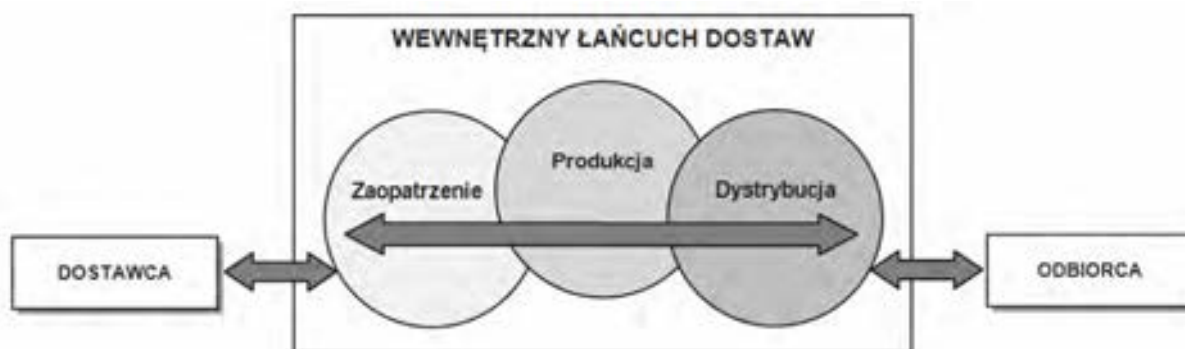 WEWNĘTRZNY ŁAŃCUCH DOSTAW
Produkcja
Zaopatrzenie
Dystrybucja
DOSTAWCA
ODBIORCA